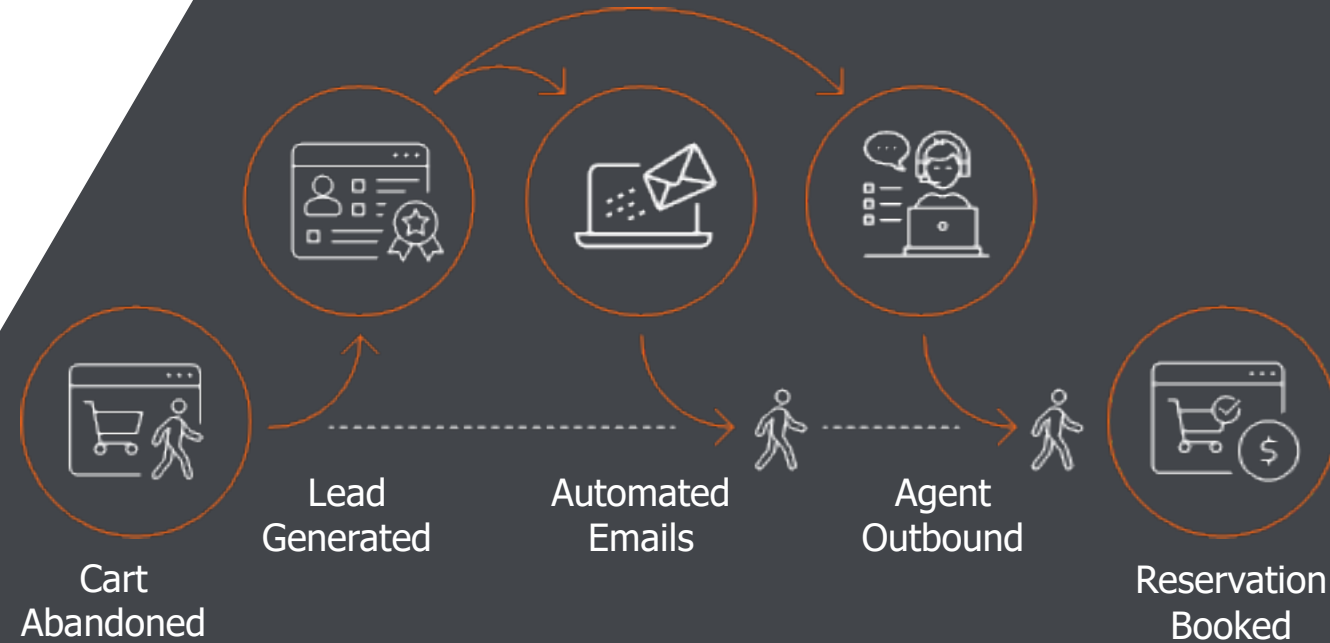 Lead
Generated
Automated
Emails
Agent
Outbound
Cart
Abandoned
Reservation
Booked